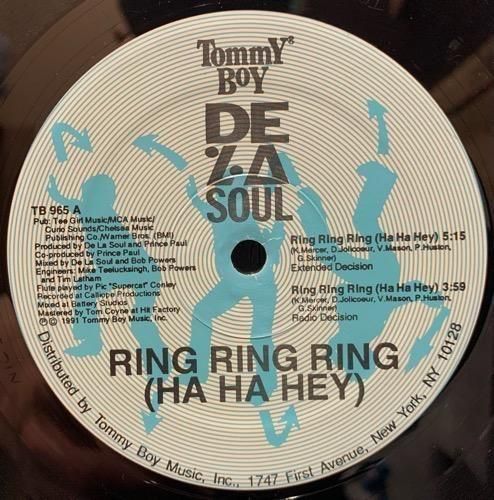 Tommy®
BOY
DE
LA
SOUL
TB 965 A
Pub: Tee Girl Music/MCA Music/
Curio Sounds/Chelsea Music
Publishing Co./Warner Bros. (BMI)
Produced by De La Soul and Prince Paul
Co-produced by Prince Paul
Mixed by De La Soul and Bob Powers
Engineers: Mike Teelucksingh, Bob Powers
and Tim Latham
Flute played by Pic "Supercat" Conley
Recorded at Calliope Productions
Mixed at Battery Studios
Mastered by Tom Coyne at Hit Factory
℗© 1991 Tommy Boy Music, Inc.
Ring Ring Ring (Ha Ha Hey) 5:15
(K.Mercer, D.Jolicoeur, V.Mason, P.Huston,
G.Skinner)
Extended Decision
Ring Ring Ring (Ha Ha Hey) 3:59
(K.Mercer, D.Jolicoeur, V.Mason, P.Huston,
G.Skinner)
Radio Decision
RING RING RING
(HA HA HEY)
Distributed by Tommy Boy Music, Inc., 1747 First Avenue, New York, NY 10128